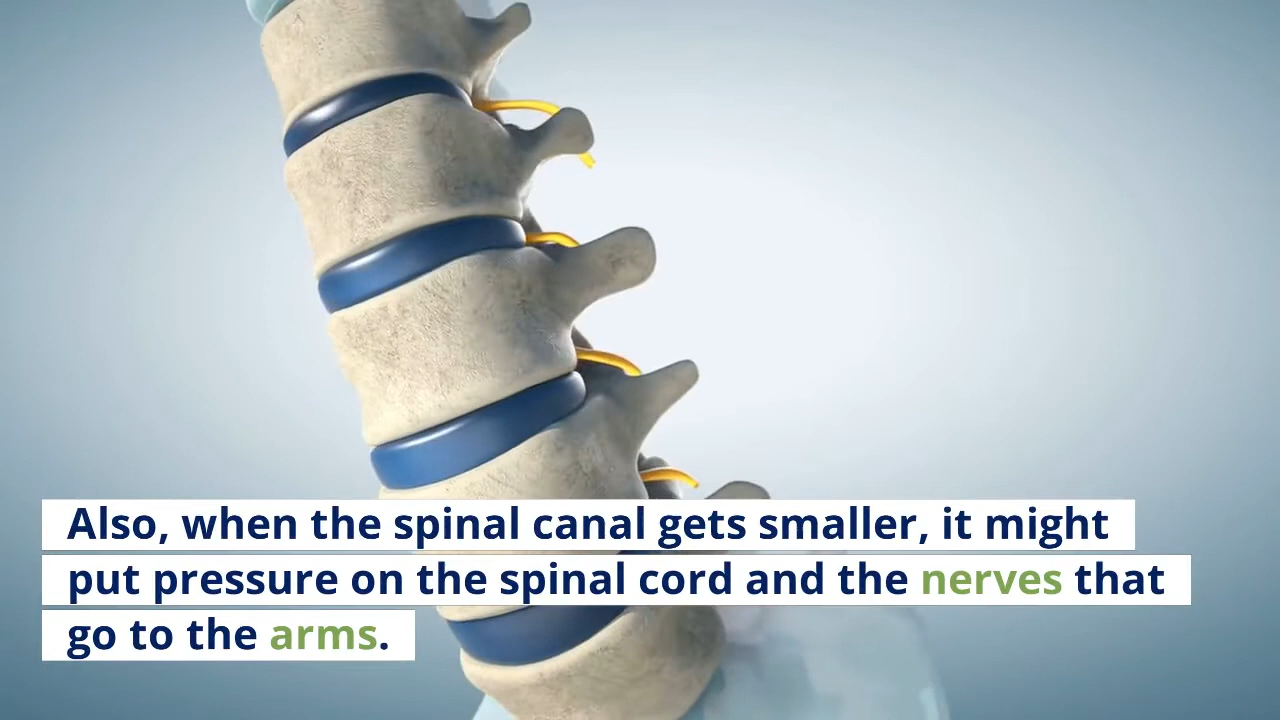 Also, when the spinal canal gets smaller, it might
put pressure on the spinal cord and the nerves that
go to the arms.